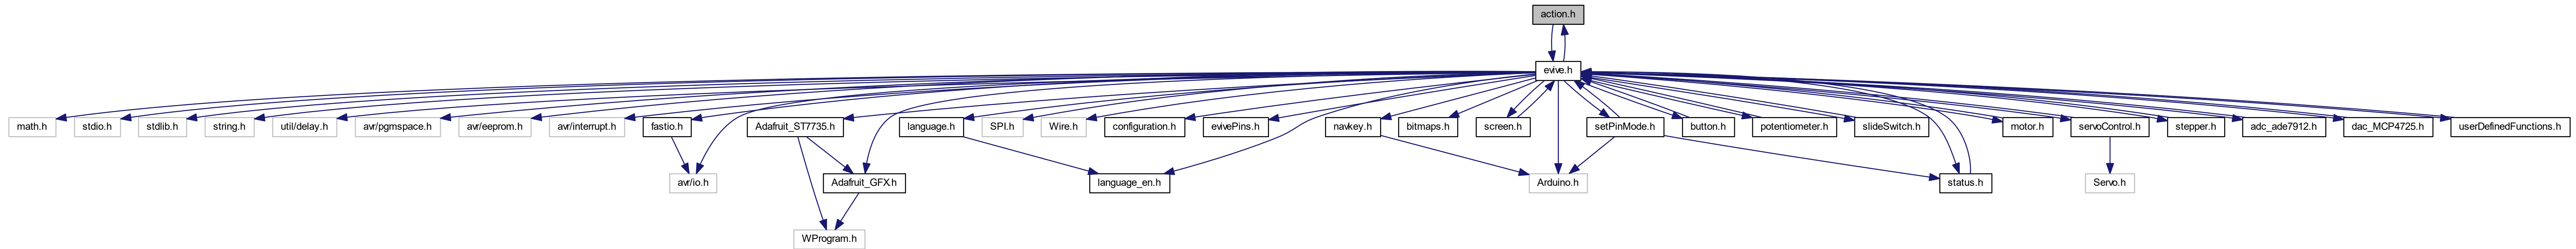 action.h
evive.h
math.h
stdio.h
stdlib.h
string.h
util/delay.h
avr/pgmspace.h
avr/eeprom.h
avr/interrupt.h
fastio.h
Adafruit_ST7735.h
language.h
SPI.h
Wire.h
configuration.h
evivePins.h
navkey.h
bitmaps.h
screen.h
setPinMode.h
button.h
potentiometer.h
slideSwitch.h
motor.h
servoControl.h
stepper.h
adc_ade7912.h
dac_MCP4725.h
userDefinedFunctions.h
avr/io.h
Adafruit_GFX.h
language_en.h
Arduino.h
status.h
Servo.h
WProgram.h